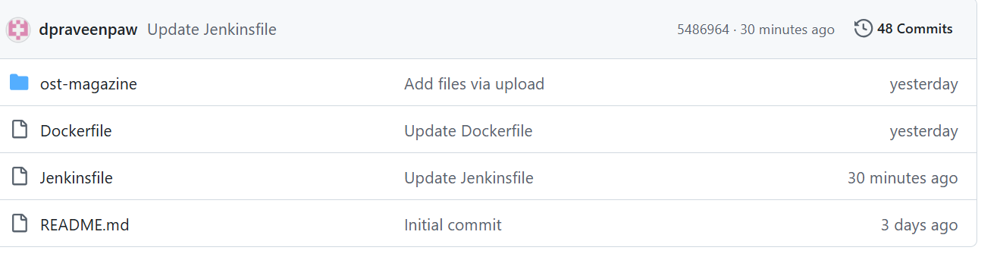 dpraveenpaw Update Jenkinsfile 5486964 · 30 minutes ago 48 Commits
ost-magazine Add files via upload yesterday
Dockerfile Update Dockerfile yesterday
Jenkinsfile Update Jenkinsfile 30 minutes ago
README.md Initial commit 3 days ago